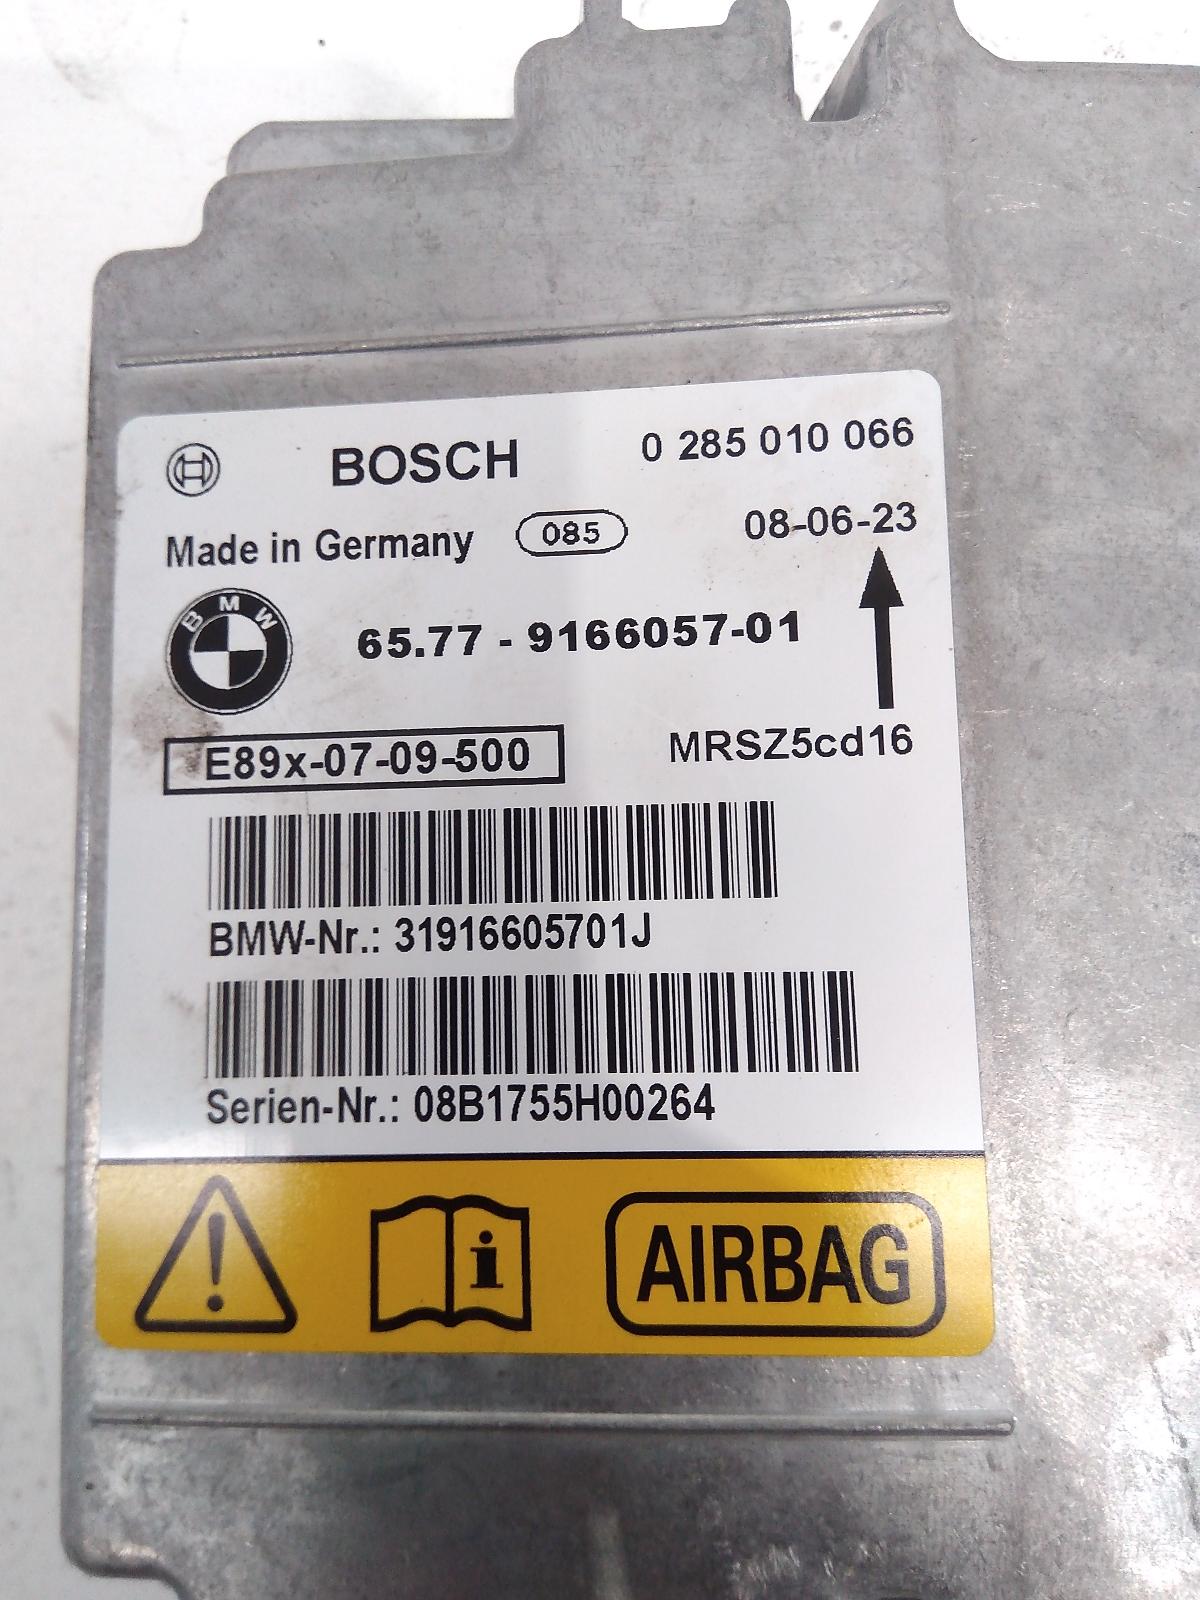 BOSCH 0 285 010 066
Made in Germany 085 08-06-23
BMW 65.77 - 9166057-01
E89x-07-09-500 MRSZ5cd16
BMW-Nr.: 31916605701J
Serien-Nr.: 08B1755H00264
AIRBAG